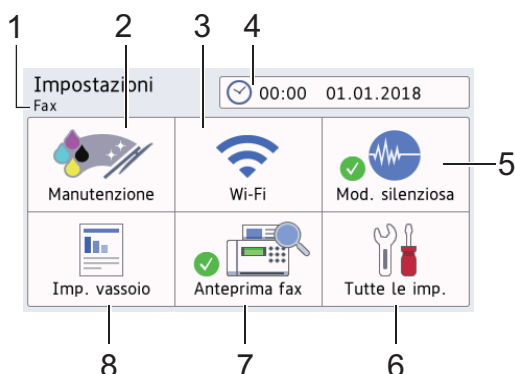 1 2 3 4
Impostazioni
Fax
00:00 01.01.2018
Manutenzione Wi-Fi Mod. silenziosa
5
Imp. vassoio Anteprima fax Tutte le imp.
8 7 6